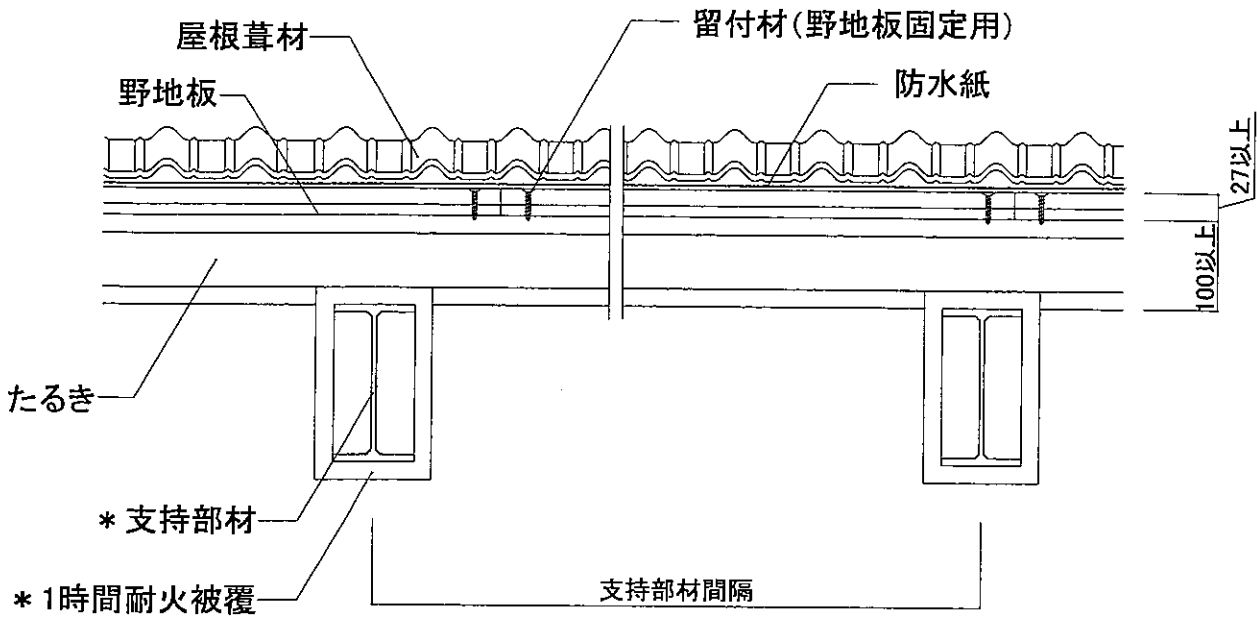 留付材(野地板固定用)
屋根葺材
防水紙
野地板
27以上
100以上
たるき
*支持部材
*1時間耐火被覆
支持部材間隔